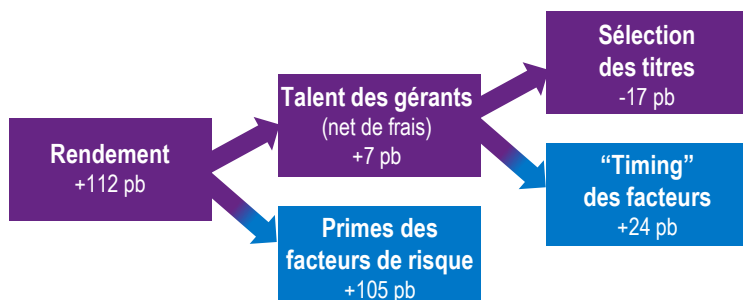 Rendement
+112 pb
Talent des gérants
(net de frais)
+7 pb
Primes des
facteurs de risque
+105 pb
Sélection
des titres
-17 pb
“Timing”
des facteurs
+24 pb